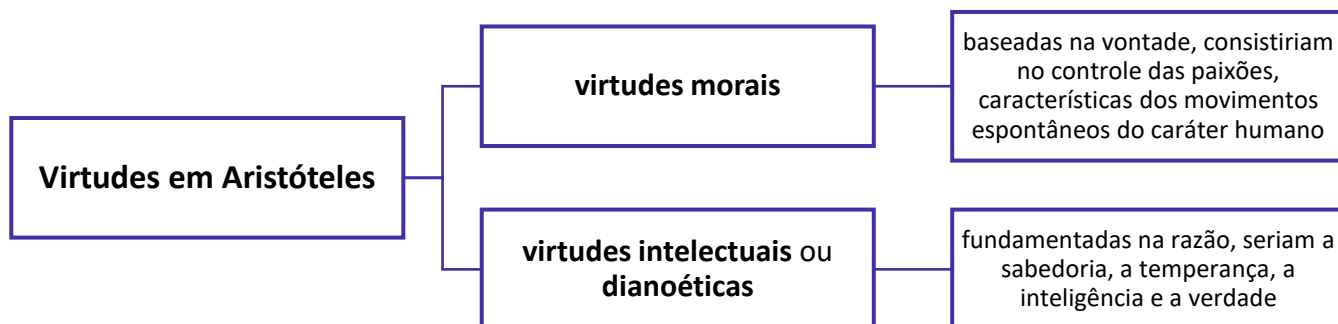 Virtudes em Aristóteles
virtudes morais
baseadas na vontade, consistiriam
no controle das paixões,
características dos movimentos
espontâneos do caráter humano
virtudes intelectuais ou
dianoéticas
fundamentadas na razão, seriam a
sabedoria, a temperança, a
inteligência e a verdade